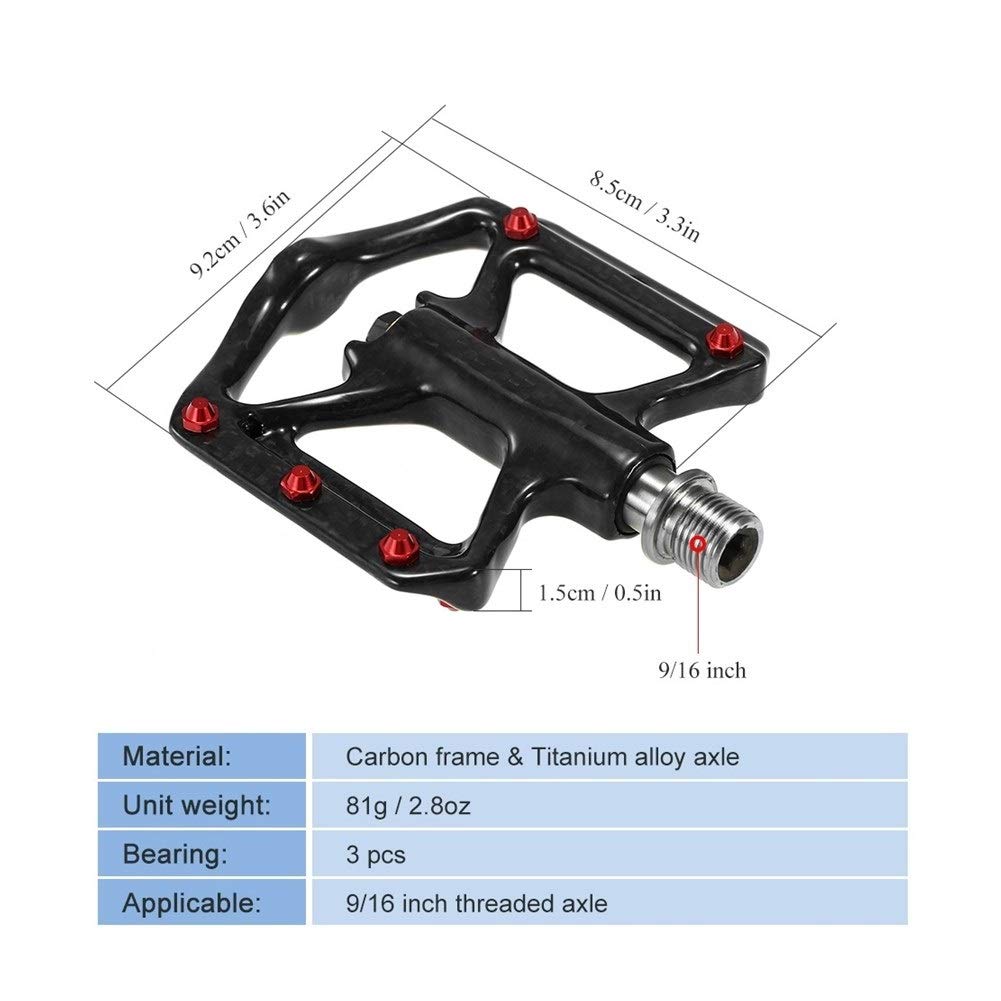 9.2cm / 3.6in
8.5cm / 3.3in
1.5cm / 0.5in
9/16 inch
Material: Carbon frame & Titanium alloy axle
Unit weight: 81g / 2.8oz
Bearing: 3 pcs
Applicable: 9/16 inch threaded axle